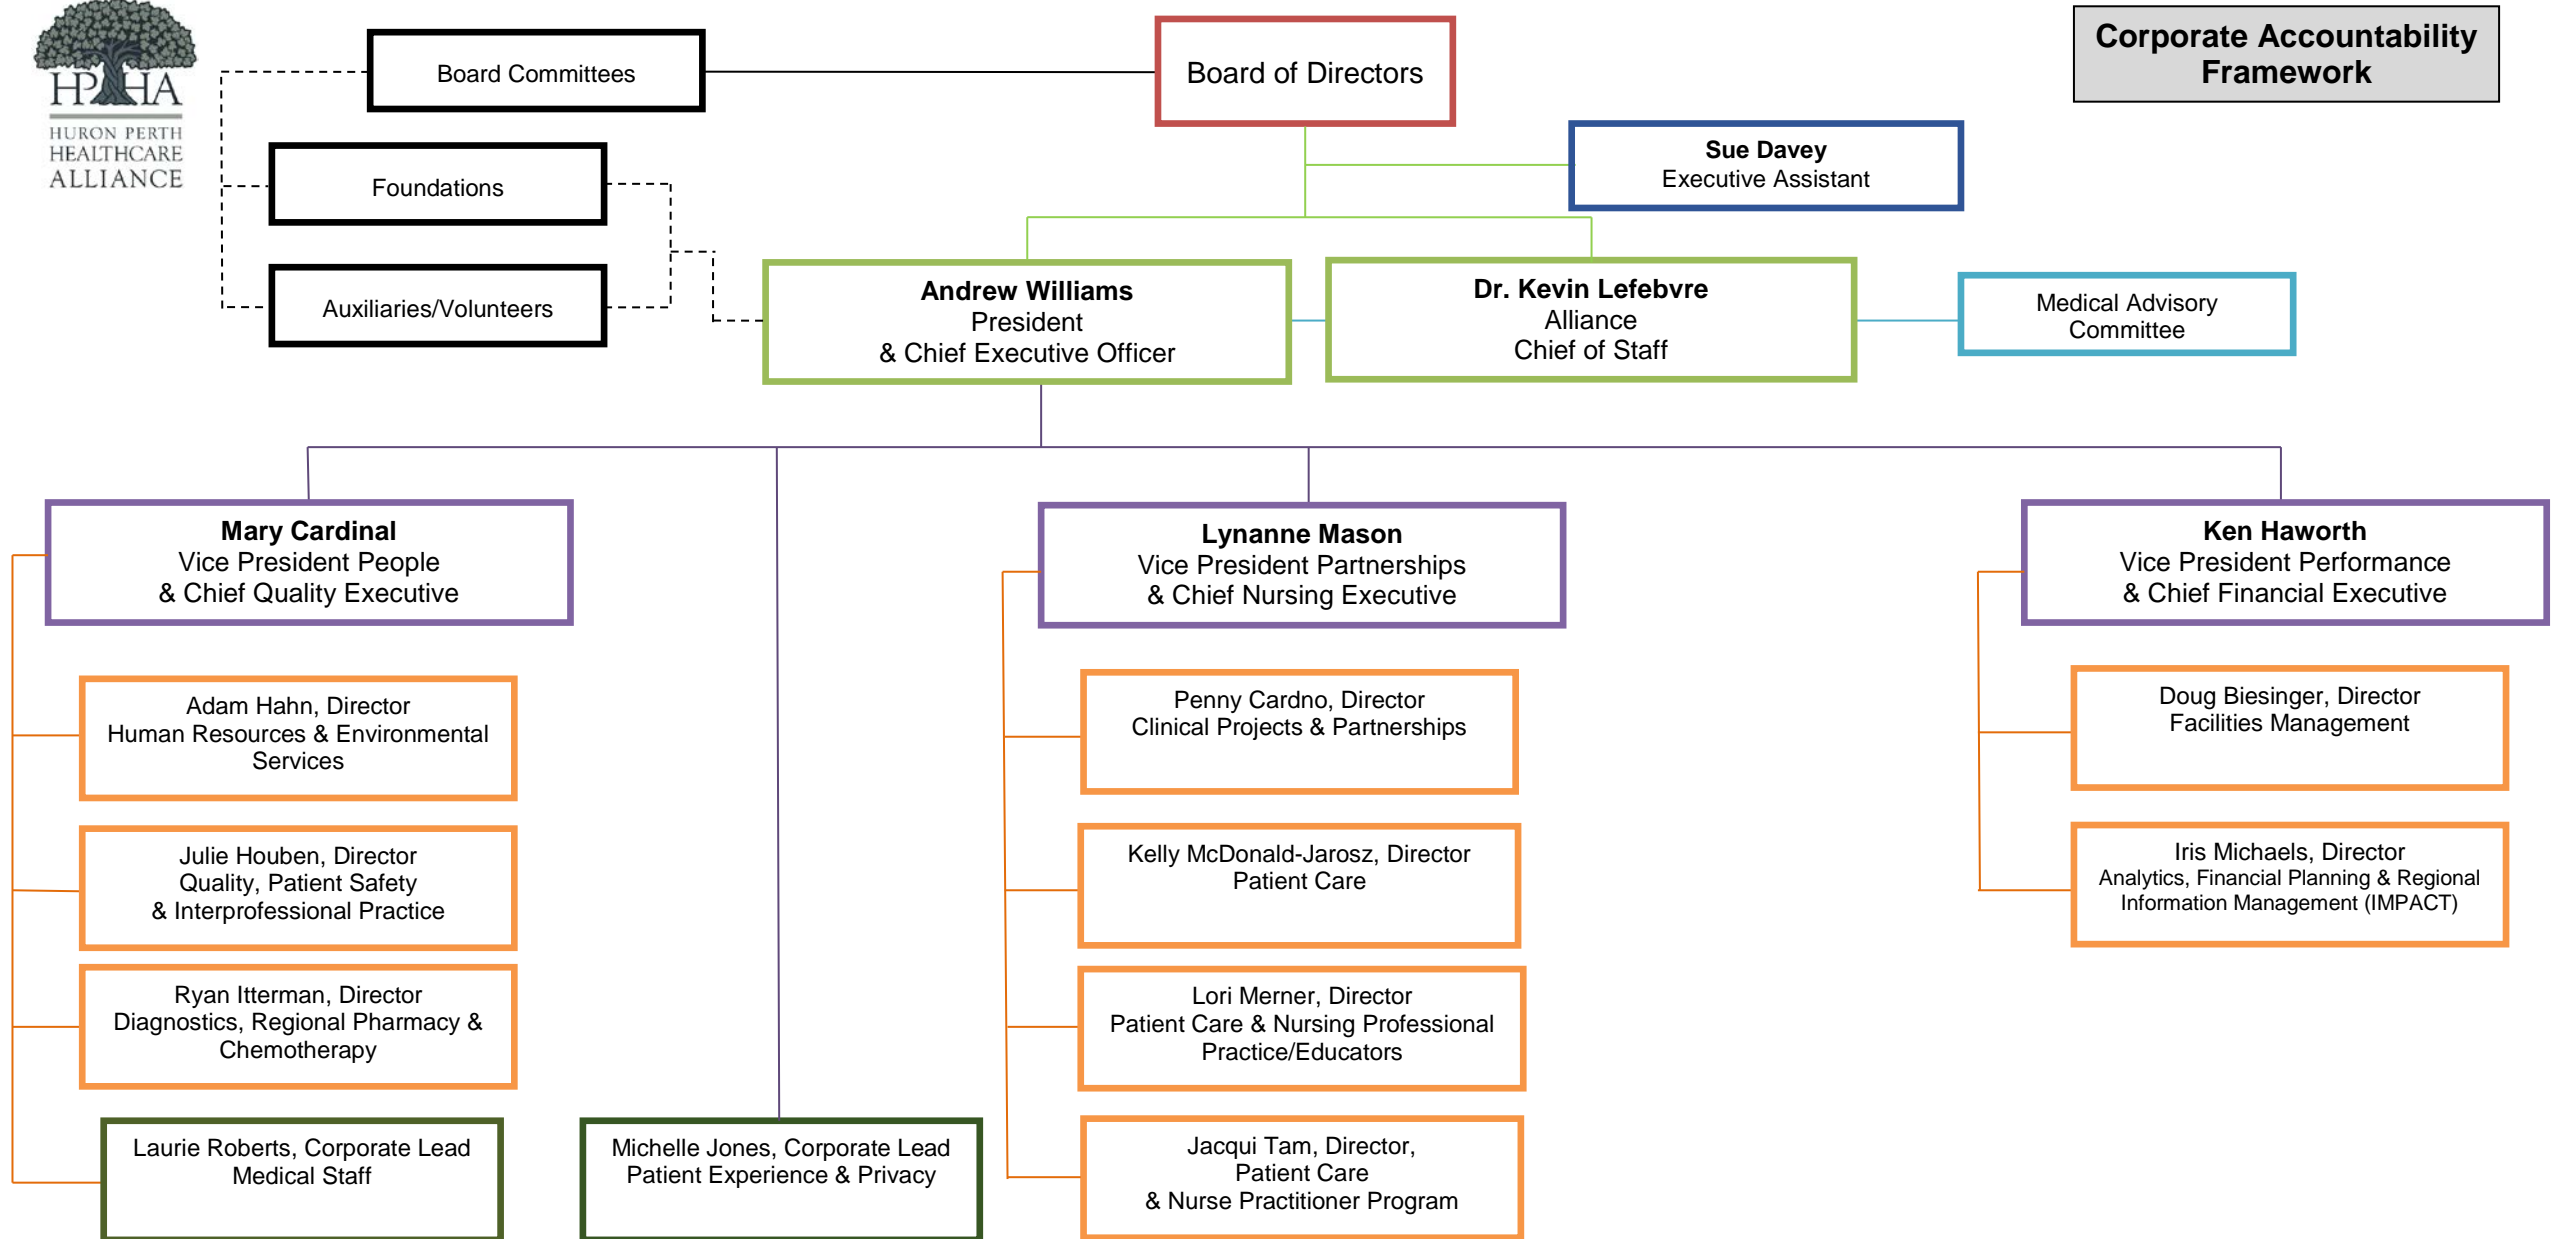 HPHA
HURON PERTH
HEALTHCARE
ALLIANCE
Board Committees
Board of Directors
Corporate Accountability
Framework
Sue Davey
Executive Assistant
Foundations
Auxiliaries/Volunteers
Andrew Williams
President
& Chief Executive Officer
Dr. Kevin Lefebvre
Alliance
Chief of Staff
Medical Advisory
Committee
Mary Cardinal
Vice President People
& Chief Quality Executive
Lynanne Mason
Vice President Partnerships
& Chief Nursing Executive
Ken Haworth
Vice President Performance
& Chief Financial Executive
Adam Hahn, Director
Human Resources & Environmental
Services
Julie Houben, Director
Quality, Patient Safety
& Interprofessional Practice
Ryan Itterman, Director
Diagnostics, Regional Pharmacy &
Chemotherapy
Laurie Roberts, Corporate Lead
Medical Staff
Michelle Jones, Corporate Lead
Patient Experience & Privacy
Penny Cardno, Director
Clinical Projects & Partnerships
Kelly McDonald-Jarosz, Director
Patient Care
Lori Merner, Director
Patient Care & Nursing Professional
Practice/Educators
Jacqui Tam, Director,
Patient Care
& Nurse Practitioner Program
Doug Biesinger, Director
Facilities Management
Iris Michaels, Director
Analytics, Financial Planning & Regional
Information Management (IMPACT)